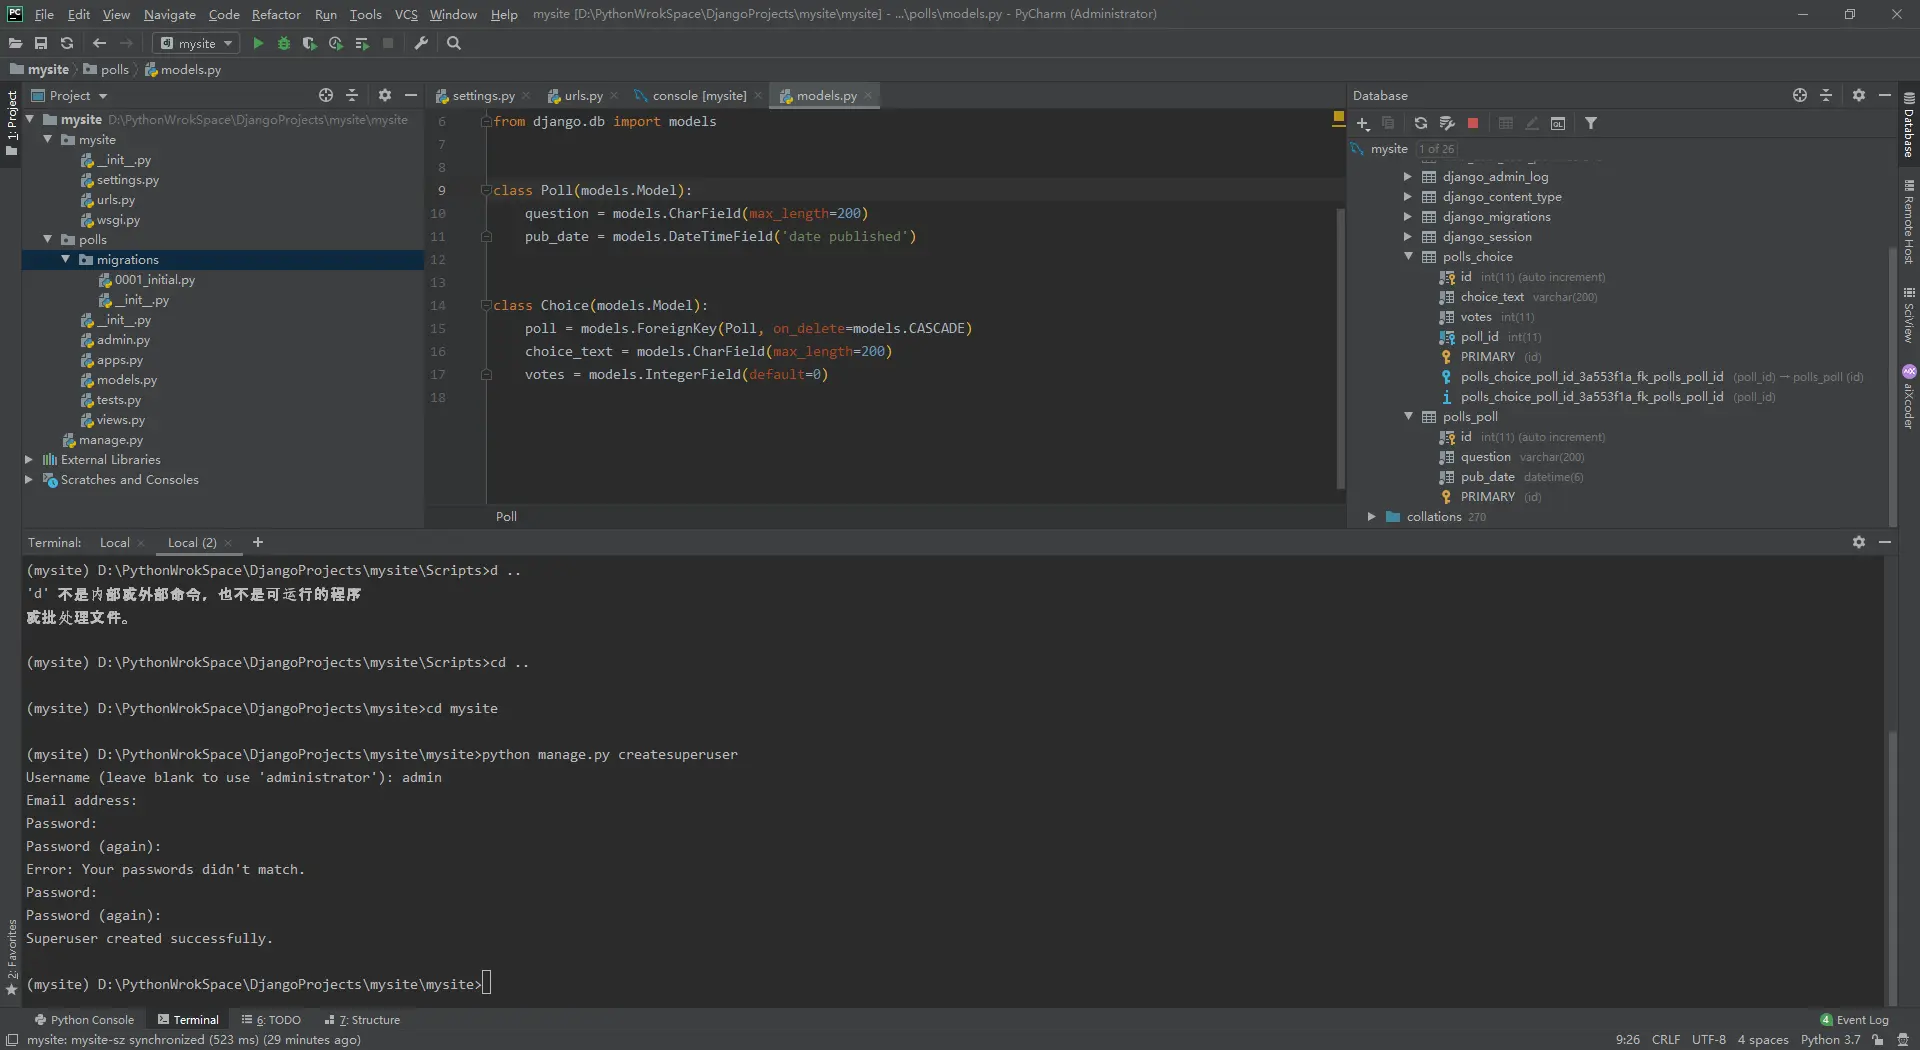 File Edit View Navigate Code Refactor Run Tools VCS Window Help mysite [D:\PythonWrokSpace\DjangoProjects\mysite\mysite] - ...\polls\models.py - PyCharm (Administrator)
mysite
mysite polls models.py
1: Project
Project
mysite D:\PythonWrokSpace\DjangoProjects\mysite\mysite
mysite
__init__.py
settings.py
urls.py
wsgi.py
polls
migrations
0001_initial.py
__init__.py
__init__.py
admin.py
apps.py
models.py
tests.py
views.py
manage.py
External Libraries
Scratches and Consoles
settings.py urls.py console [mysite] models.py
6 from django.db import models
7
8
9 class Poll(models.Model):
10 question = models.CharField(max_length=200)
11 pub_date = models.DateTimeField('date published')
12
13
14 class Choice(models.Model):
15 poll = models.ForeignKey(Poll, on_delete=models.CASCADE)
16 choice_text = models.CharField(max_length=200)
17 votes = models.IntegerField(default=0)
18
Poll
Database
mysite 1 of 26
django_admin_log
django_content_type
django_migrations
django_session
polls_choice
id int(11) (auto increment)
choice_text varchar(200)
votes int(11)
poll_id int(11)
PRIMARY (id)
polls_choice_poll_id_3a553f1a_fk_polls_poll_id (poll_id) → polls_poll (id)
polls_choice_poll_id_3a553f1a_fk_polls_poll_id (poll_id)
polls_poll
id int(11) (auto increment)
question varchar(200)
pub_date datetime(6)
PRIMARY (id)
collations 270
Database
Remote Host
SciView
aiXcoder
Terminal: Local Local (2) +
(mysite) D:\PythonWrokSpace\DjangoProjects\mysite\Scripts>d ..
'd' 不是内部或外部命令，也不是可运行的程序
或批处理文件。
(mysite) D:\PythonWrokSpace\DjangoProjects\mysite\Scripts>cd ..
(mysite) D:\PythonWrokSpace\DjangoProjects\mysite>cd mysite
(mysite) D:\PythonWrokSpace\DjangoProjects\mysite\mysite>python manage.py createsuperuser
Username (leave blank to use 'administrator'): admin
Email address:
Password:
Password (again):
Error: Your passwords didn't match.
Password:
Password (again):
Superuser created successfully.
(mysite) D:\PythonWrokSpace\DjangoProjects\mysite\mysite>
2: Favorites
Python Console Terminal 6: TODO 7: Structure 4 Event Log
mysite: mysite-sz synchronized (523 ms) (29 minutes ago) 9:26 CRLF UTF-8 4 spaces Python 3.7